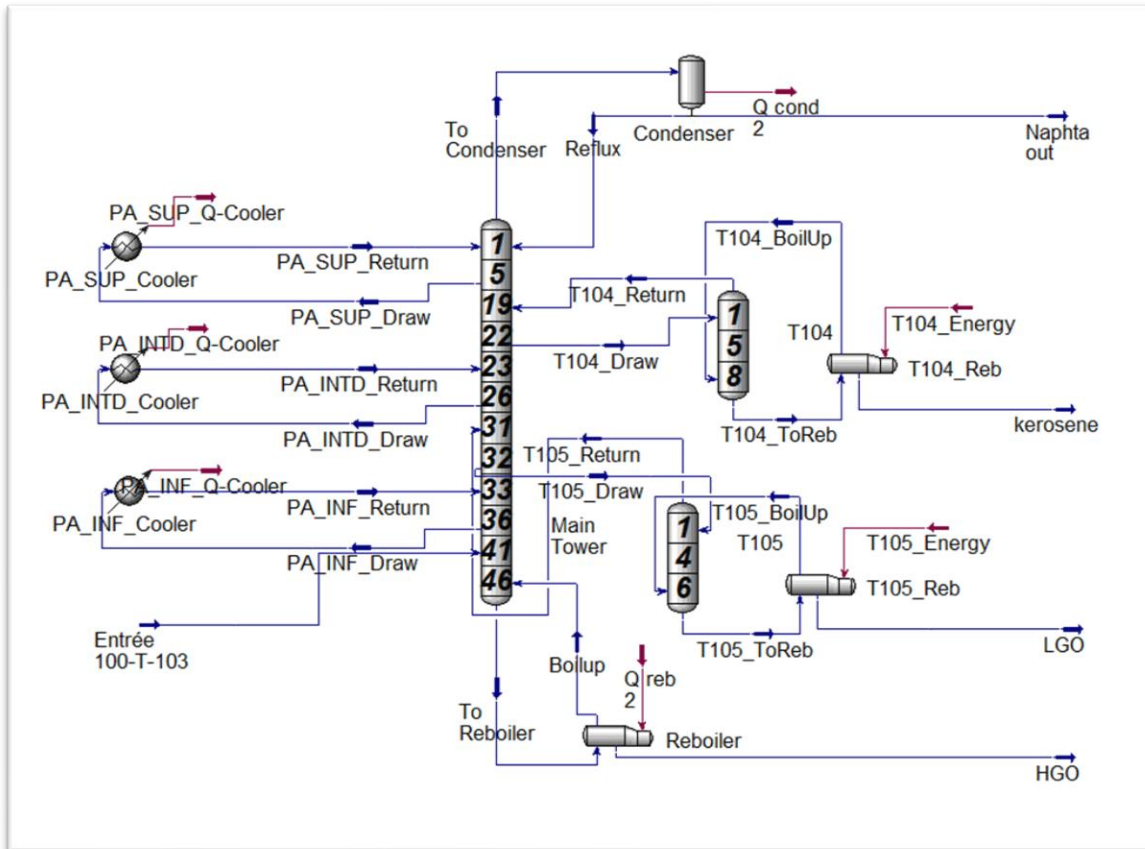 To
Condenser
Reflux
Condenser
Q cond
2
Naphta
out
PA_SUP_Q-Cooler
PA_SUP_Cooler
PA_SUP_Return
PA_SUP_Draw
PA_INTD_Q-Cooler
PA_INTD_Cooler
PA_INTD_Return
PA_INTD_Draw
PA_INF_Q-Cooler
PA_INF_Cooler
PA_INF_Return
PA_INF_Draw
Entrée
100-T-103
1
5
19
22
23
26
31
32
33
36
41
46
Main
Tower
T104_BoilUp
T104_Return
T104_Draw
1
5
8
T104
T104_Energy
T104_Reb
T104_ToReb
kerosene
T105_Return
T105_Draw
T105_BoilUp
1
4
6
T105
T105_Energy
T105_Reb
T105_ToReb
LGO
Boilup
Q reb
2
To
Reboiler
Reboiler
HGO